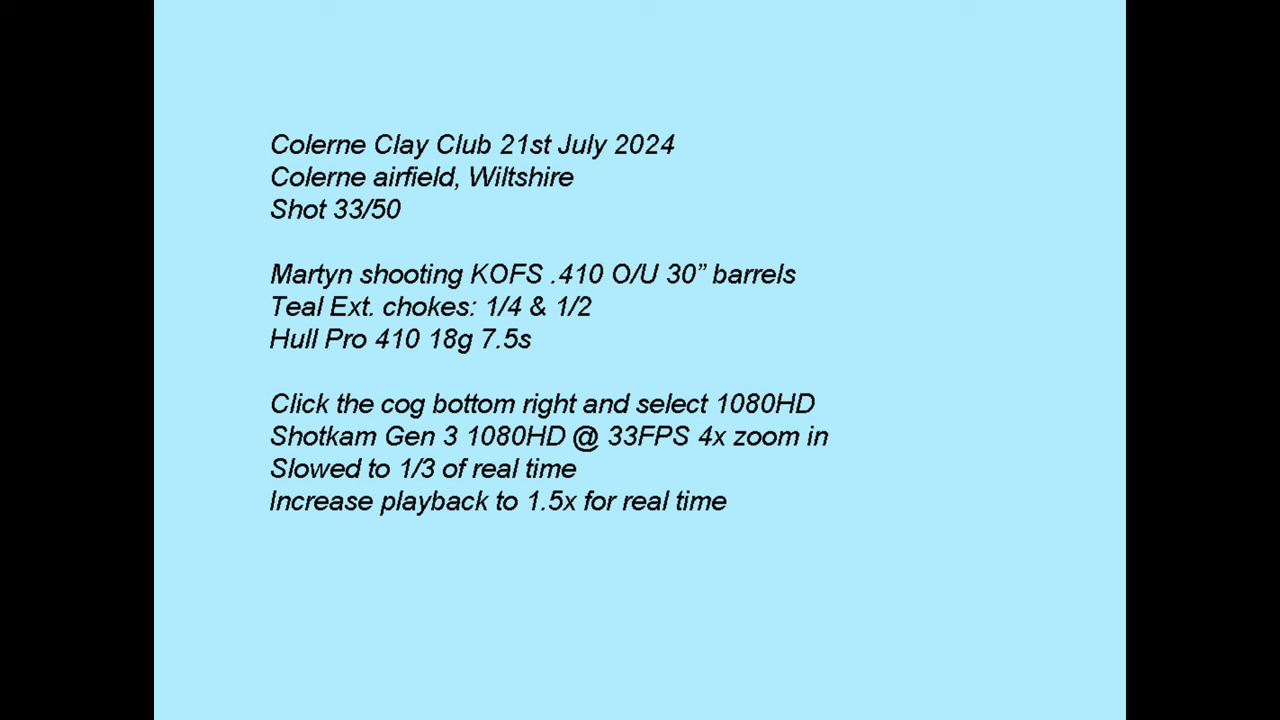 Colerne Clay Club 21st July 2024
Colerne airfield, Wiltshire
Shot 33/50
Martyn shooting KOFS .410 O/U 30” barrels
Teal Ext. chokes: 1/4 & 1/2
Hull Pro 410 18g 7.5s
Click the cog bottom right and select 1080HD
Shotkam Gen 3 1080HD @ 33FPS 4x zoom in
Slowed to 1/3 of real time
Increase playback to 1.5x for real time